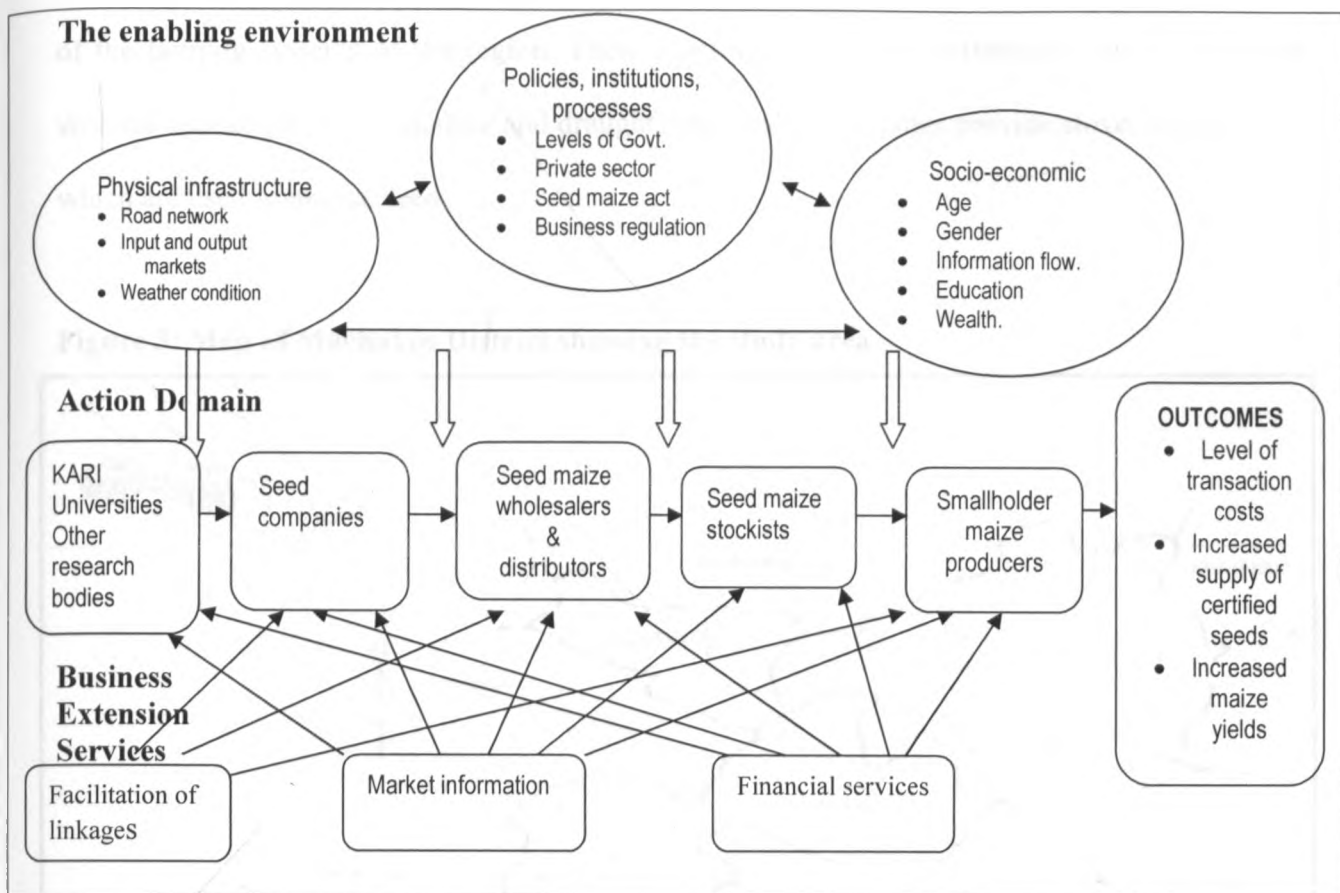 The enabling environment
Policies, institutions,
processes
• Levels of Govt.
• Private sector
• Seed maize act
• Business regulation
Physical infrastructure
• Road network
• Input and output
markets
• Weather condition
Socio-economic
• Age
• Gender
• Information flow.
• Education
• Wealth.
Action Domain
KARI
Universities
Other
research
bodies
Seed
companies
Seed maize
wholesalers
&
distributors
Seed maize
stockists
Smallholder
maize
producers
OUTCOMES
• Level of
transaction
costs
• Increased
supply of
certified
seeds
• Increased
maize
yields
Business
Extension
Services
Facilitation of
linkages
Market information
Financial services